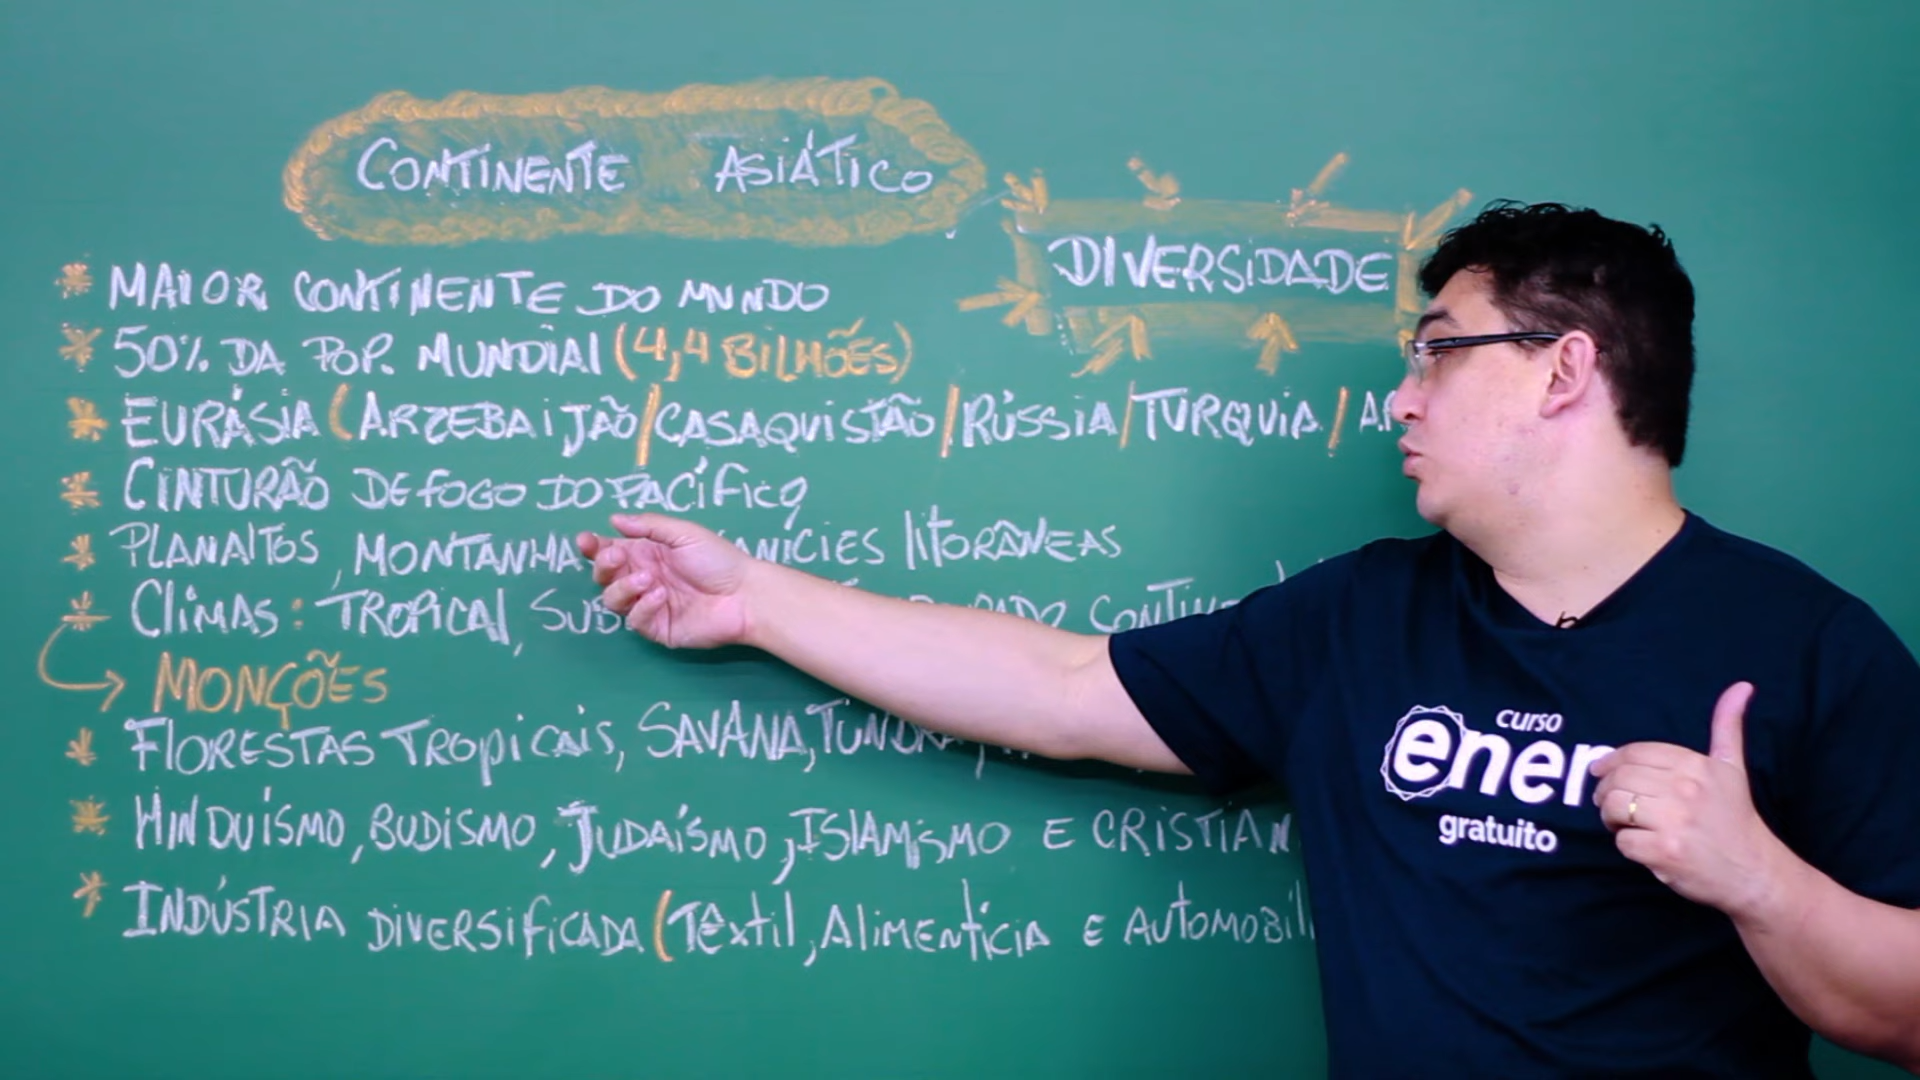 CONTINENTE ASIÁTICO
DIVERSIDADE
* MAIOR CONTINENTE DO MUNDO
* 50% DA POP. MUNDIAL (4,4 BILHÕES)
* EURÁSIA (ARZEBAIJÃO/CASAQUISTÃO/RÚSSIA/TURQUIA/
* CINTURÃO DE FOGO DO PACÍFICO
* PLANALTOS, MONTANHA LITORÂNEAS
* CLIMAS: TROPICAL, SUB
→ MONÇÕES
* FLORESTAS TROPICAIS, SAVANA, TUNDRA,
* HINDUÍSMO, BUDISMO, JUDAÍSMO, ISLAMISMO E CRISTIAN
* INDÚSTRIA DIVERSIFICADA (TÊXTIL, ALIMENTÍCIA E AUTOMOBIL
curso
enem
gratuito